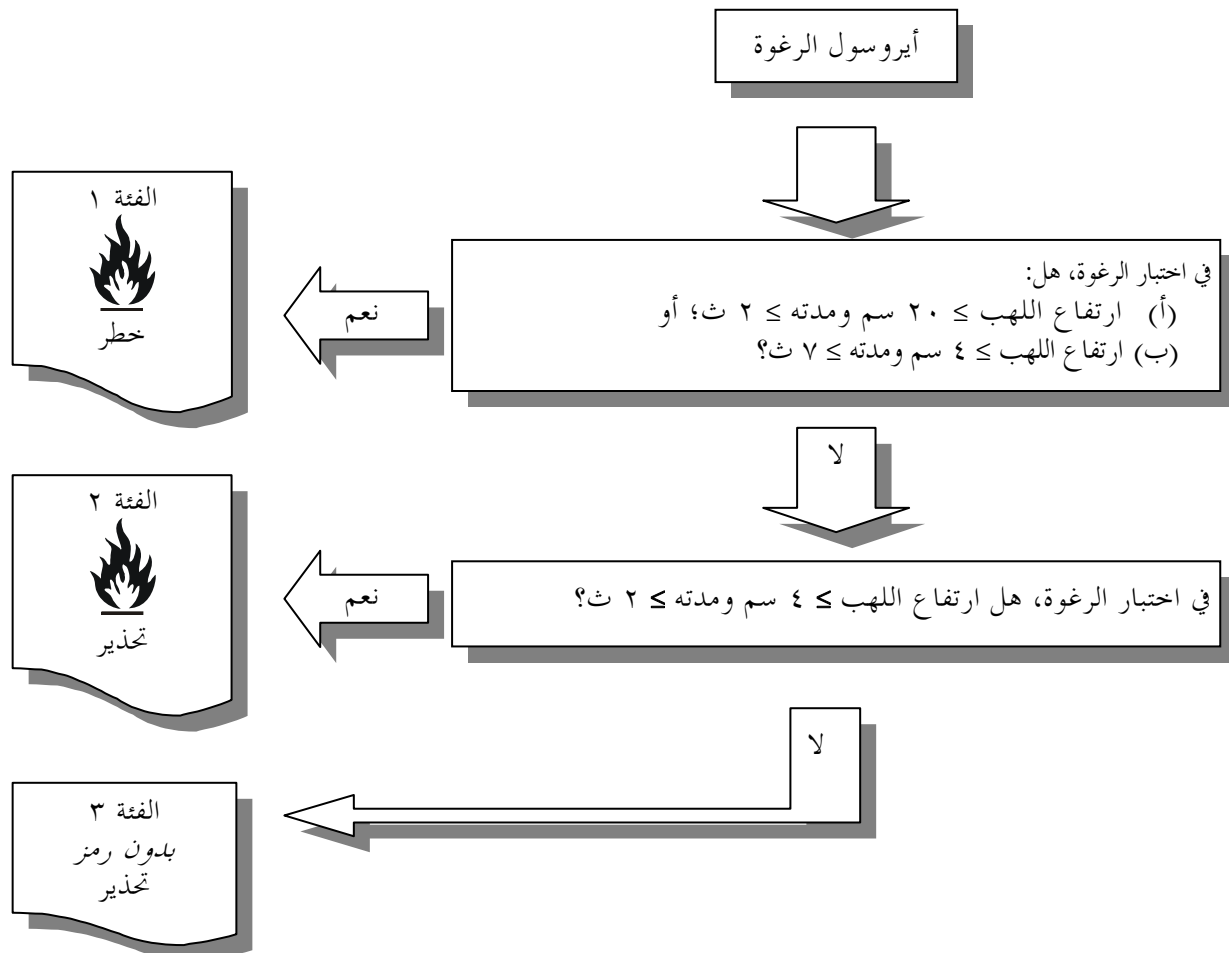 أيروسول الرغوة
في اختبار الرغوة، هل:
(أ) ارتفاع اللهب ≥ ٢٠ سم ومدته ≥ ٢ ث؛ أو
(ب) ارتفاع اللهب ≥ ٤ سم ومدته ≥ ٧ ث؟
نعم
الفئة ١
خطر
لا
في اختبار الرغوة، هل ارتفاع اللهب ≥ ٤ سم ومدته ≥ ٢ ث؟
نعم
الفئة ٢
تحذير
لا
الفئة ٣
بدون رمز
تحذير